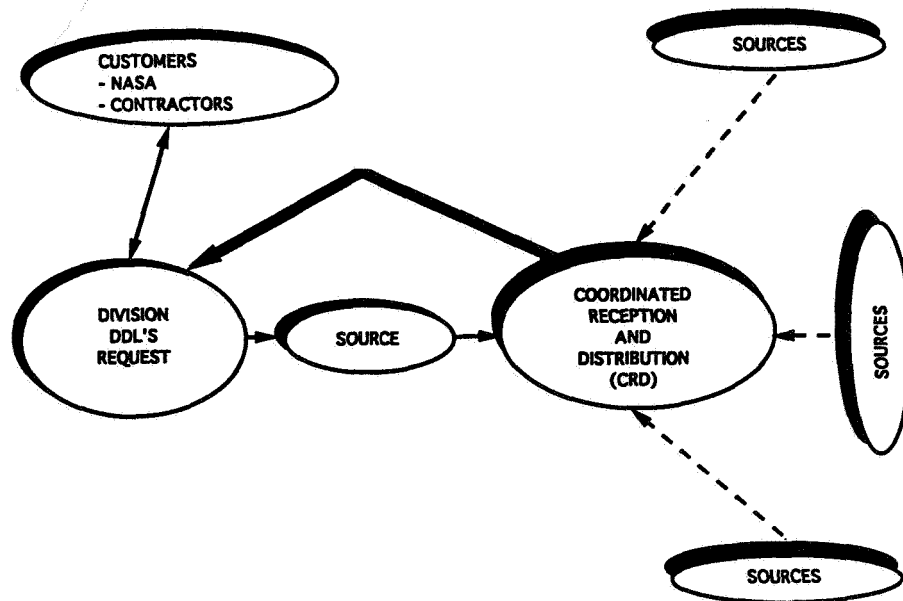 CUSTOMERS
- NASA
- CONTRACTORS
SOURCES
DIVISION
DDL'S
REQUEST
SOURCE
COORDINATED
RECEPTION
AND
DISTRIBUTION
(CRD)
SOURCES
SOURCES